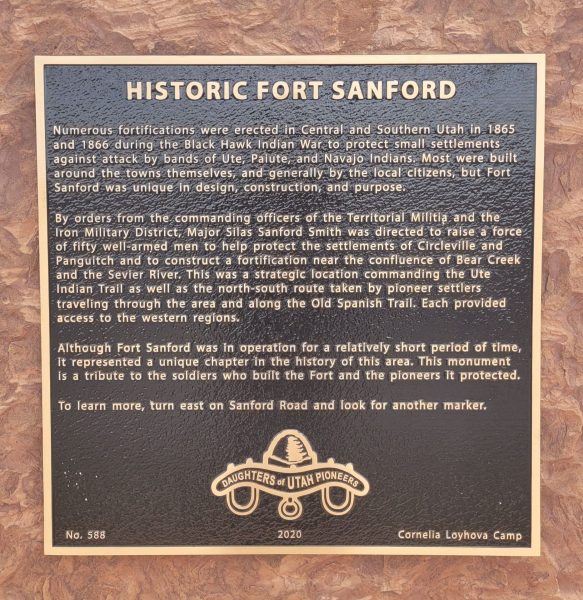 HISTORIC FORT SANFORD
Numerous fortifications were erected in Central and Southern Utah in 1865
and 1866 during the Black Hawk Indian War to protect small settlements
against attack by bands of Ute, Paiute, and Navajo Indians. Most were built
around the towns themselves, and generally by the local citizens, but Fort
Sanford was unique in design, construction, and purpose.
By orders from the commanding officers of the Territorial Militia and the
Iron Military District, Major Silas Sanford Smith was directed to raise a force
of fifty well-armed men to help protect the settlements of Circleville and
Panguitch and to construct a fortification near the confluence of Bear Creek
and the Sevier River. This was a strategic location commanding the Ute
Indian Trail as well as the north-south route taken by pioneer settlers
traveling through the area and along the Old Spanish Trail. Each provided
access to the western regions.
Although Fort Sanford was in operation for a relatively short period of time,
it represented a unique chapter in the history of this area. This monument
is a tribute to the soldiers who built the Fort and the pioneers it protected.
To learn more, turn east on Sanford Road and look for another marker.
DAUGHTERS of UTAH PIONEERS
No. 588 2020 Cornelia Loyhova Camp